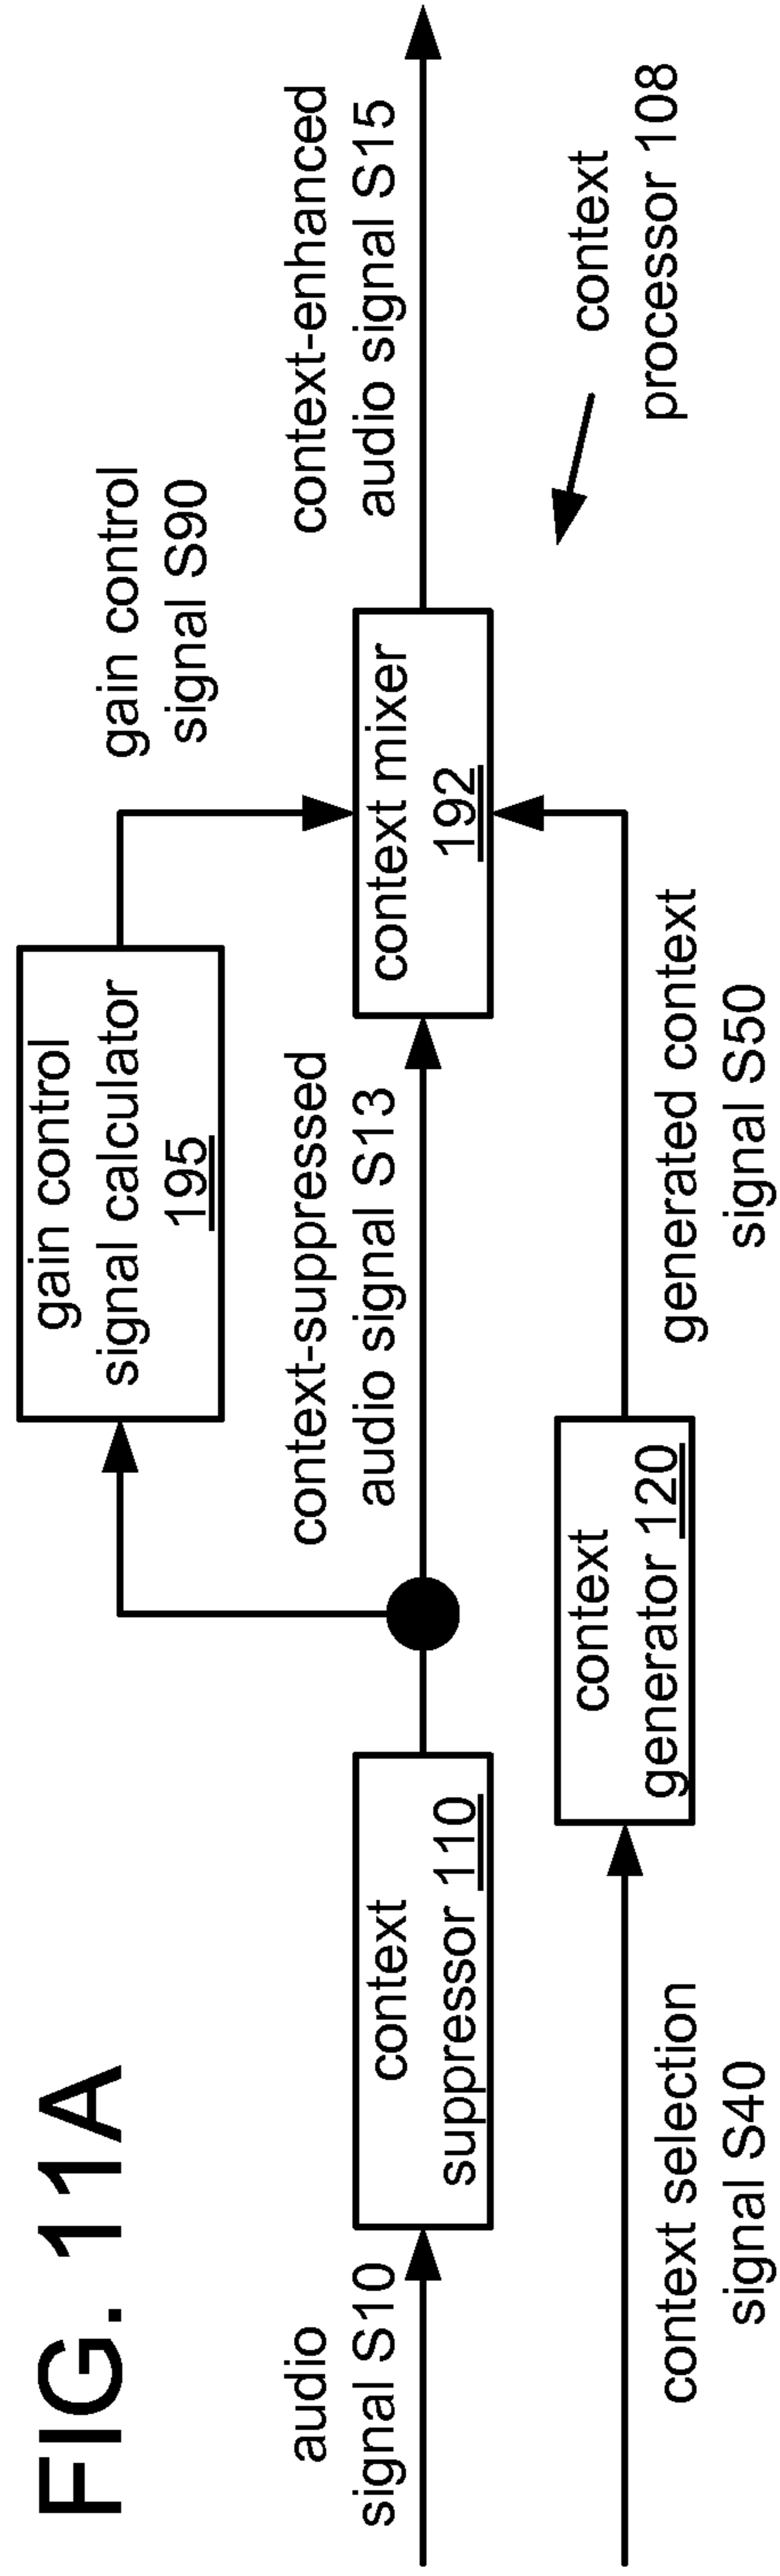 FIG. 11A
audio
signal S10
context
suppressor 110
context-suppressed
audio signal S13
gain control
signal calculator
195
gain control
signal S90
context mixer
192
context-enhanced
audio signal S15
context selection
signal S40
context
generator 120
generated context
signal S50
context
processor 108